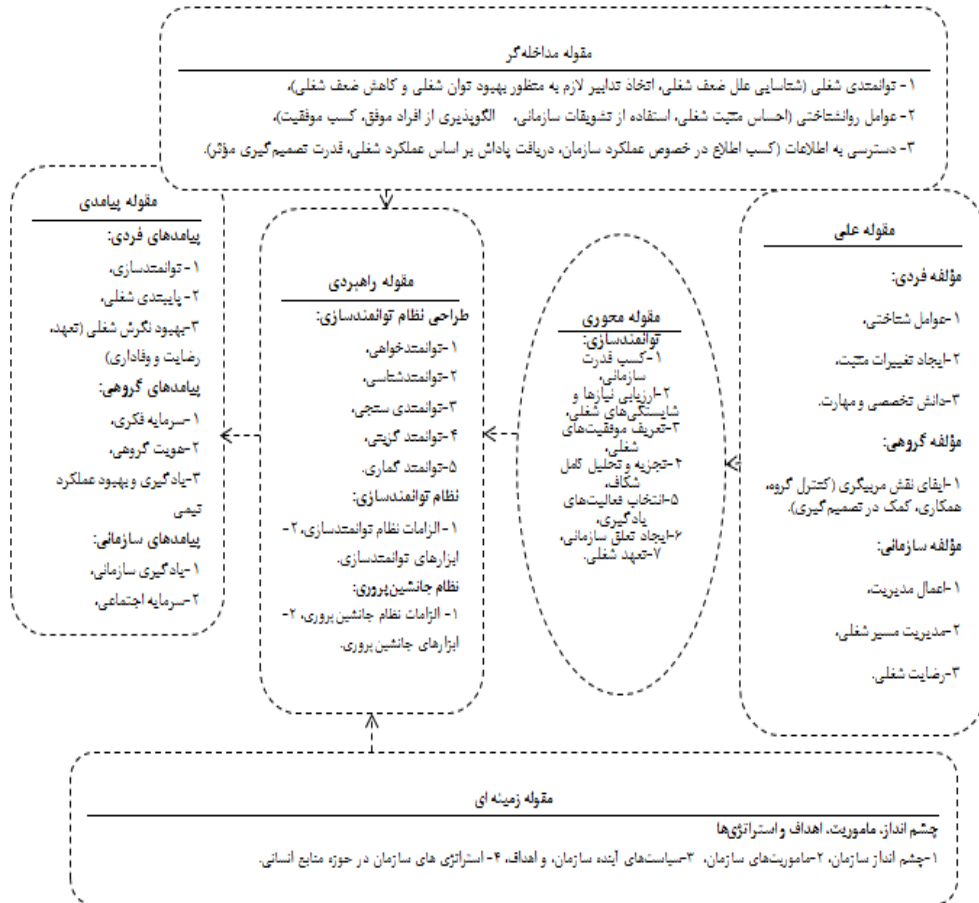 مقوله مداخله‌گر
۱- توانمندی شغلی (شناسایی علل ضعف شغلی، اتخاذ تدابیر لازم به منظور بهبود توان شغلی و کاهش ضعف شغلی)،
۲- عوامل روانشناختی (احساس مثبت شغلی، استفاده از تشویقات سازمانی، الگوپذیری از افراد موفق، کسب موفقیت)،
۳- دسترسی به اطلاعات (کسب اطلاع در خصوص عملکرد سازمان، دریافت پاداش بر اساس عملکرد شغلی، قدرت تصمیم‌گیری مؤثر).
مقوله علی
مؤلفه فردی:
۱-عوامل شناختی،
۲-ایجاد تغییرات مثبت،
۳-دانش تخصصی و مهارت.
مؤلفه گروهی:
۱-ایفای نقش مربیگری (کنترل گروه،
همکاری، کمک در تصمیم‌گیری).
مؤلفه سازمانی:
۱-اعمال مدیریت،
۲-مدیریت مسیر شغلی،
۳-رضایت شغلی.
مقوله محوری
توانمندسازی:
۱-کسب قدرت
سازمانی،
۲-ارزیابی نیازها و
شایستگی‌های شغلی،
۳-تعریف موفقیت‌های
شغلی،
۴-تجزیه و تحلیل کامل
شکاف،
۵-انتخاب فعالیت‌های
یادگیری،
۶-ایجاد تعلق سازمانی،
۷-تعهد شغلی.
مقوله راهبردی
طراحی نظام توانمندسازی:
۱-توانمندخواهی،
۲-توانمندشناسی،
۳-توانمندی سنجی،
۴-توانمند گزینی،
۵-توانمند گماری.
نظام توانمندسازی:
۱- الزامات نظام توانمندسازی، ۲-
ابزارهای توانمندسازی.
نظام جانشین‌پروری:
۱- الزامات نظام جانشین‌پروری، ۲-
ابزارهای جانشین‌پروری.
مقوله پیامدی
پیامدهای فردی:
۱- توانمندسازی،
۲- پایبندی شغلی،
۳-بهبود نگرش شغلی (تعهد،
رضایت و وفاداری)
پیامدهای گروهی:
۱-سرمایه فکری،
۲-هویت گروهی،
۳-یادگیری و بهبود عملکرد
تیمی
پیامدهای سازمانی:
۱-یادگیری سازمانی،
۲-سرمایه اجتماعی،
مقوله زمینه ای
چشم انداز، ماموریت، اهداف و استراتژی‌ها
۱-چشم انداز سازمان، ۲-ماموریت‌های سازمان، ۳-سیاست‌های آینده سازمان، و اهداف، ۴- استراتژی های سازمان در حوزه منابع انسانی.